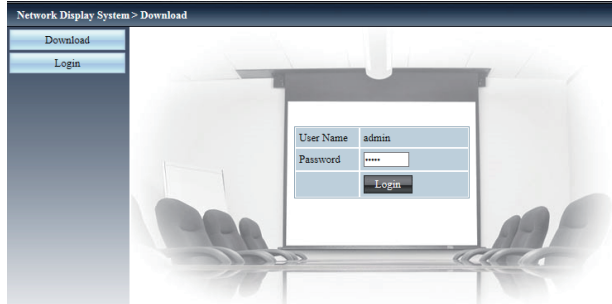 Network Display System > Download
Download
Login
User Name admin
Password •••••
Login